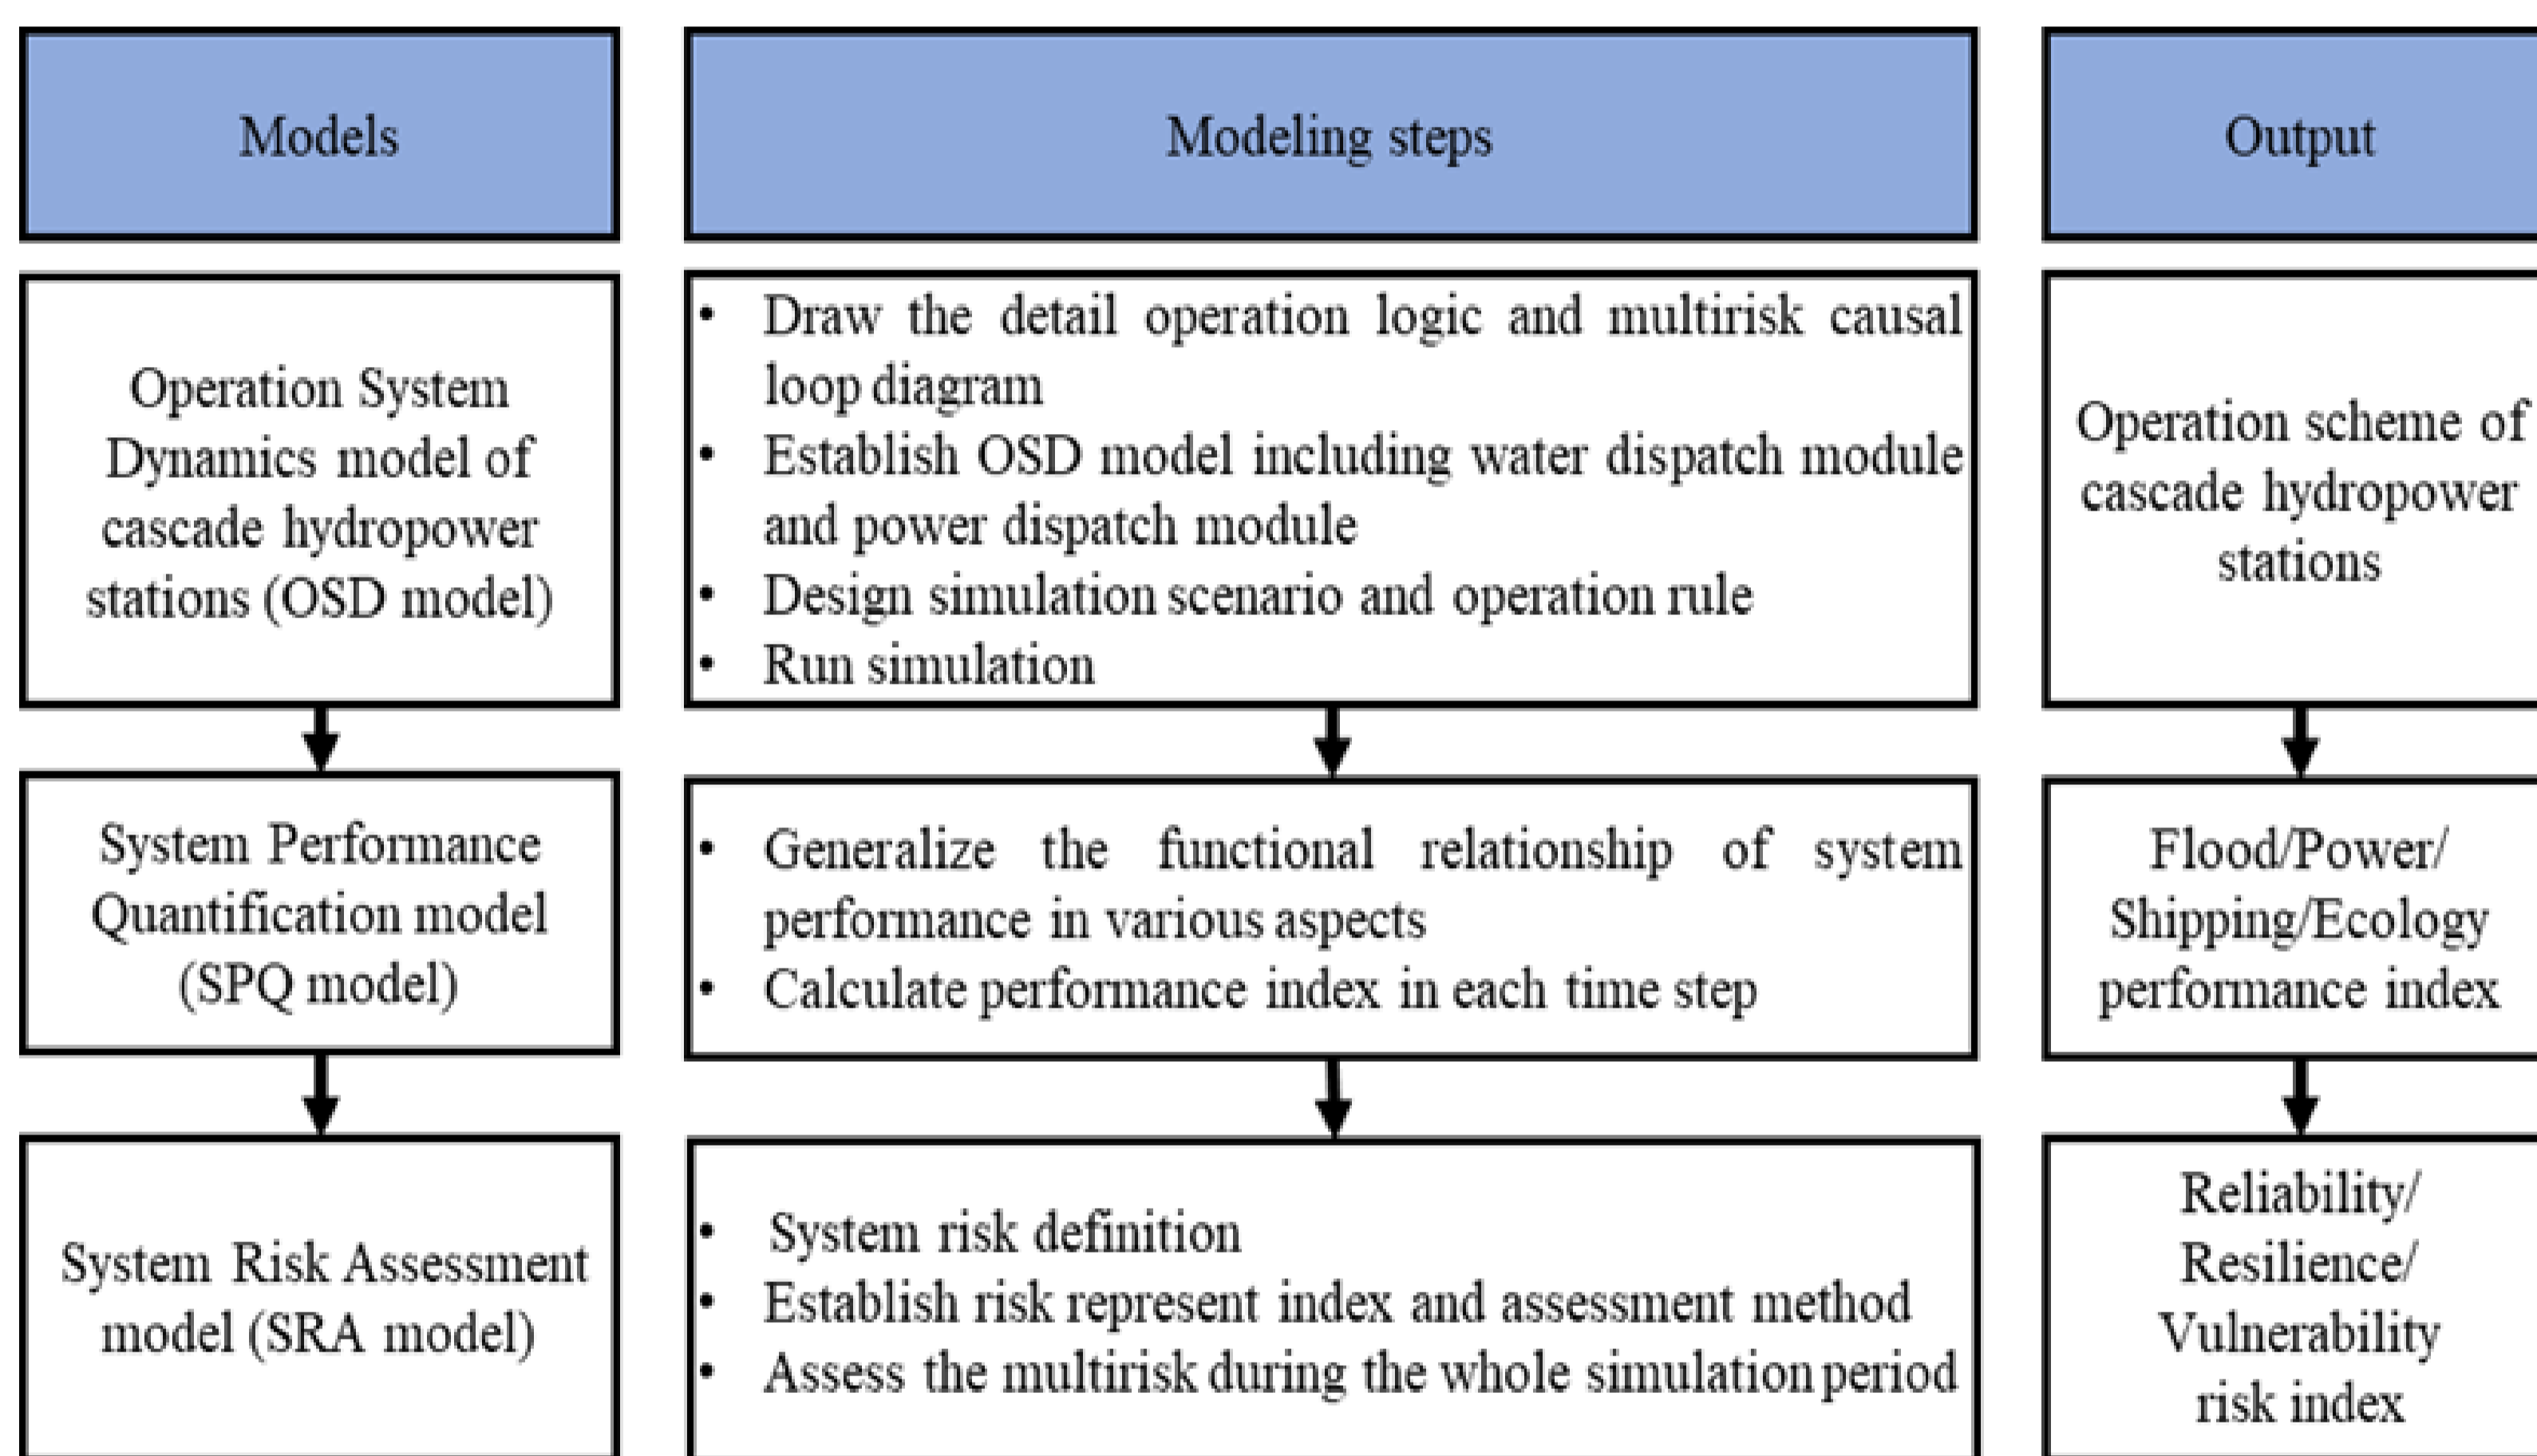 Models
Modeling steps
Output
Operation System
Dynamics model of
cascade hydropower
stations (OSD model)
• Draw the detail operation logic and multirisk causal
loop diagram
• Establish OSD model including water dispatch module
and power dispatch module
• Design simulation scenario and operation rule
• Run simulation
Operation scheme of
cascade hydropower
stations
System Performance
Quantification model
(SPQ model)
• Generalize the functional relationship of system
performance in various aspects
• Calculate performance index in each time step
Flood/Power/
Shipping/Ecology
performance index
System Risk Assessment
model (SRA model)
• System risk definition
• Establish risk represent index and assessment method
• Assess the multirisk during the whole simulation period
Reliability/
Resilience/
Vulnerability
risk index